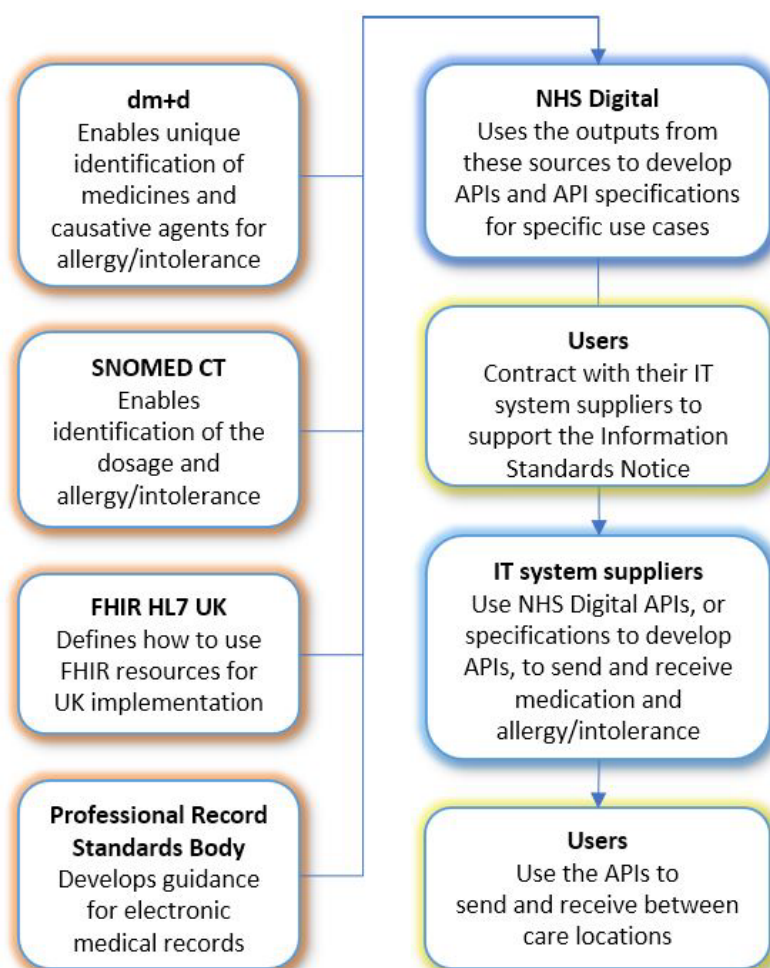 dm+d
Enables unique
identification of
medicines and
causative agents for
allergy/intolerance
SNOMED CT
Enables
identification of the
dosage and
allergy/intolerance
FHIR HL7 UK
Defines how to use
FHIR resources for
UK implementation
Professional Record
Standards Body
Develops guidance
for electronic
medical records
NHS Digital
Uses the outputs from
these sources to develop
APIs and API specifications
for specific use cases
Users
Contract with their IT
system suppliers to
support the Information
Standards Notice
IT system suppliers
Use NHS Digital APIs, or
specifications to develop
APIs, to send and receive
medication and
allergy/intolerance
Users
Use the APIs to
send and receive between
care locations